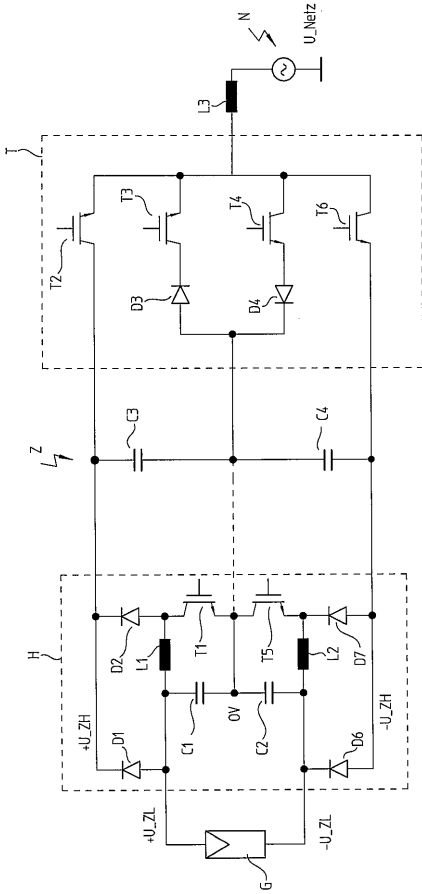 N
U_Netz
L3
T
T2
T3
T4
T6
D3
D4
Z
C3
C4
H
+U_ZH
D2
L1
T1
T5
L2
D7
D1
C1
0V
C2
D6
-U_ZH
+U_ZL
-U_ZL
G